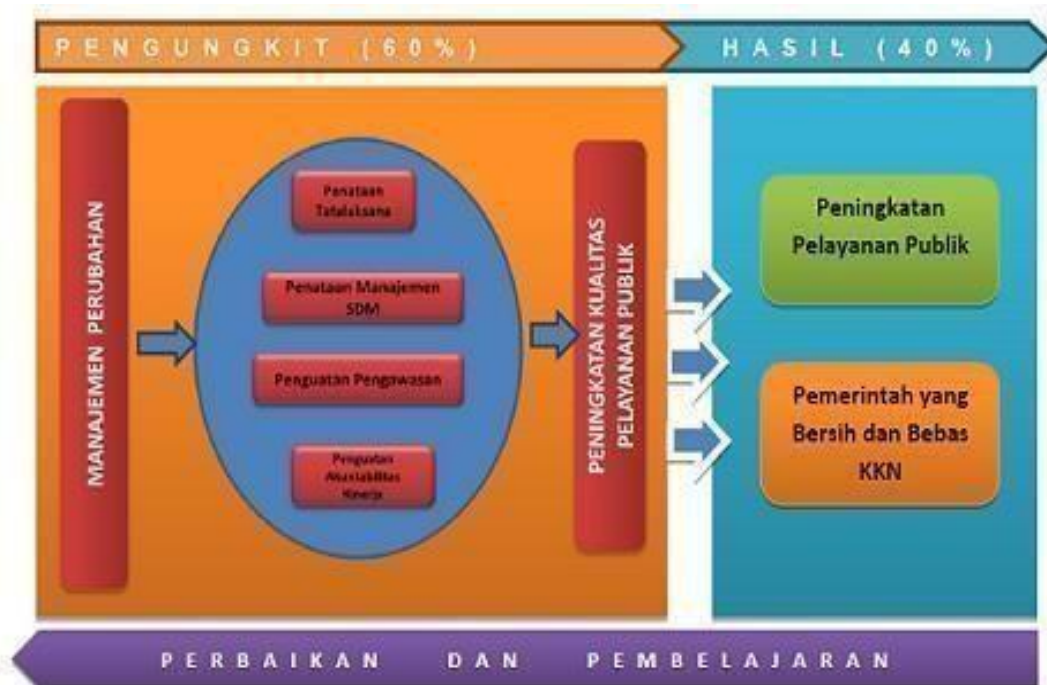 PENGUNGKIT (60%)
HASIL (40%)
MANAJEMEN PERUBAHAN
Penataan
Tatalaksana
Penataan Manajemen
SDM
Penguatan Pengawasan
Penguatan
Akuntabilitas
Kinerja
PENINGKATAN KUALITAS
PELAYANAN PUBLIK
Peningkatan
Pelayanan Publik
Pemerintah yang
Bersih dan Bebas
KKN
PERBAIKAN DAN PEMBELAJARAN